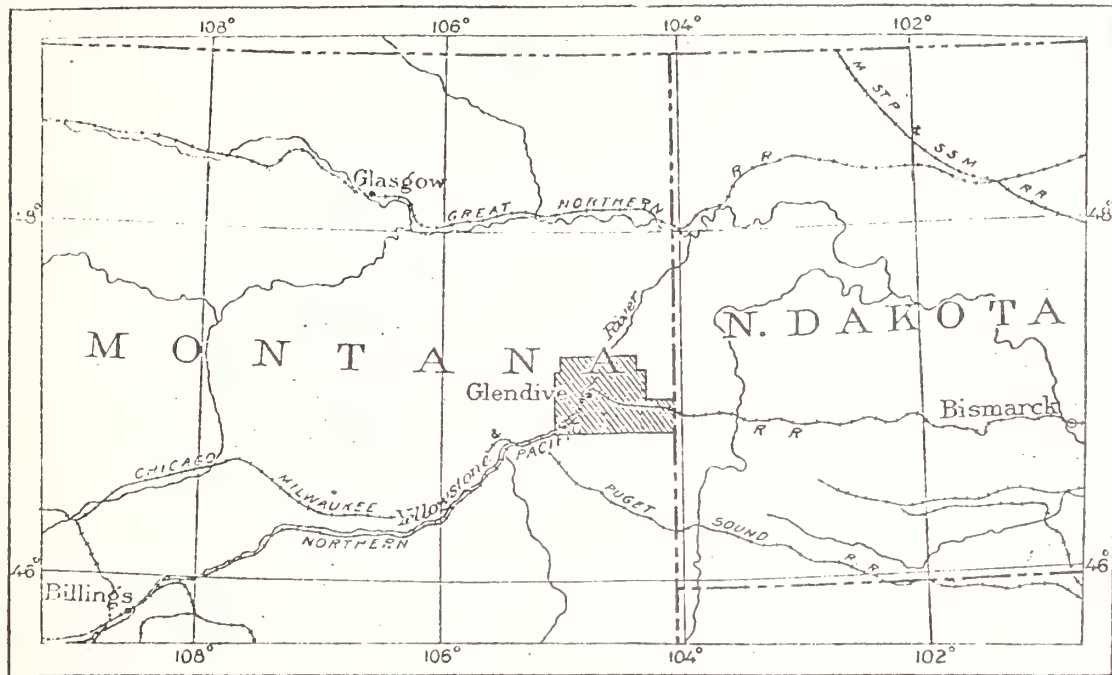 108° 106° 104° 102°
M STP & SSM RR
R R
Glasgow
GREAT NORTHERN
48° 48°
River
N. DAKOTA
MONTANA
Glendive
Bismarck
R R
&
PACIFIC
CHICAGO
MILWAUKEE
Yellowstone
PUGET
SOUND
R R
NORTHERN
46° 46°
Billings
108° 106° 104° 102°